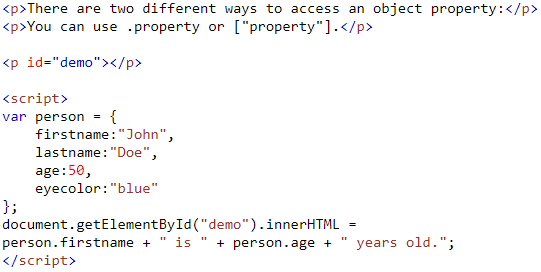 <p>There are two different ways to access an object property:</p>
<p>You can use .property or ["property"].</p>
<p id="demo"></p>
<script>
var person = {
    firstname:"John",
    lastname:"Doe",
    age:50,
    eyecolor:"blue"
};
document.getElementById("demo").innerHTML =
person.firstname + " is " + person.age + " years old.";
</script>